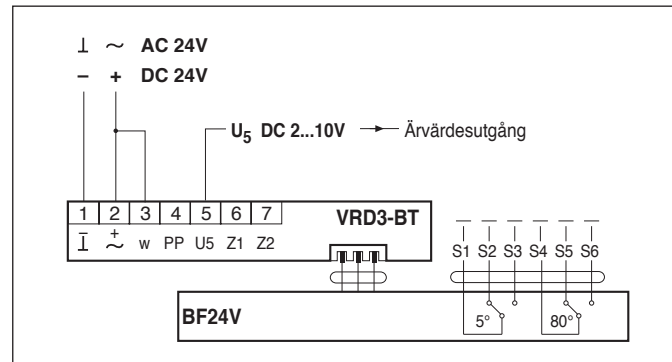 ⊥ ~ AC 24V
– + DC 24V
U5 DC 2...10V Ärvärdesutgång
1 2 3 4 5 6 7
VRD3-BT
⊥ ~ w PP U5 Z1 Z2
– +
S1 S2 S3 S4 S5 S6
5° 80°
BF24V